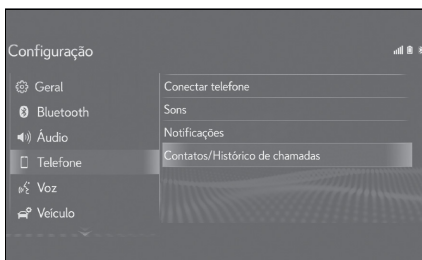 Configuração
Geral
Bluetooth
Áudio
Telefone
Voz
Veículo
Conectar telefone
Sons
Notificações
Contatos/Histórico de chamadas